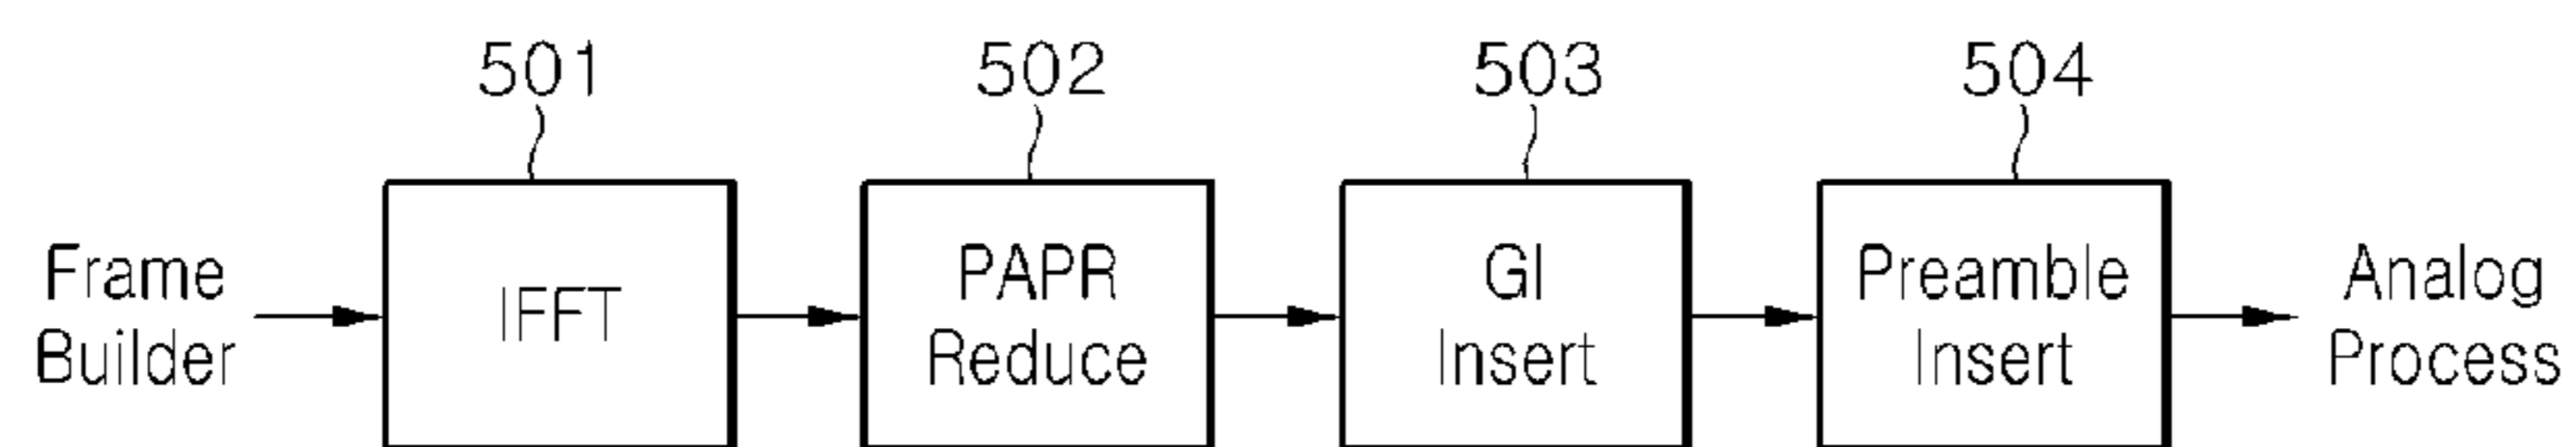 501
502
503
504
Frame
Builder
IFFT
PAPR
Reduce
GI
Insert
Preamble
Insert
Analog
Process